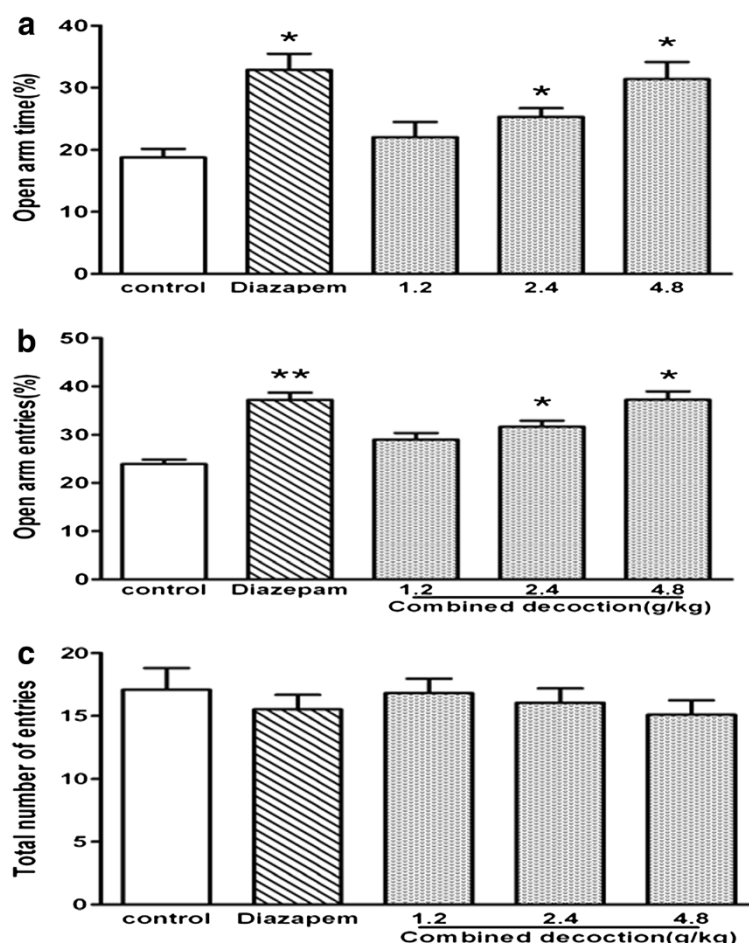 a
Open arm time(%)
40
30
20
10
0
*
*
*
control Diazapem 1.2 2.4 4.8
b
Open arm entries(%)
50
40
30
20
10
0
**
*
*
control Diazepam 1.2 2.4 4.8
Combined decoction(g/kg)
c
Total number of entries
20
15
10
5
0
control Diazapem 1.2 2.4 4.8
Combined decoction(g/kg)